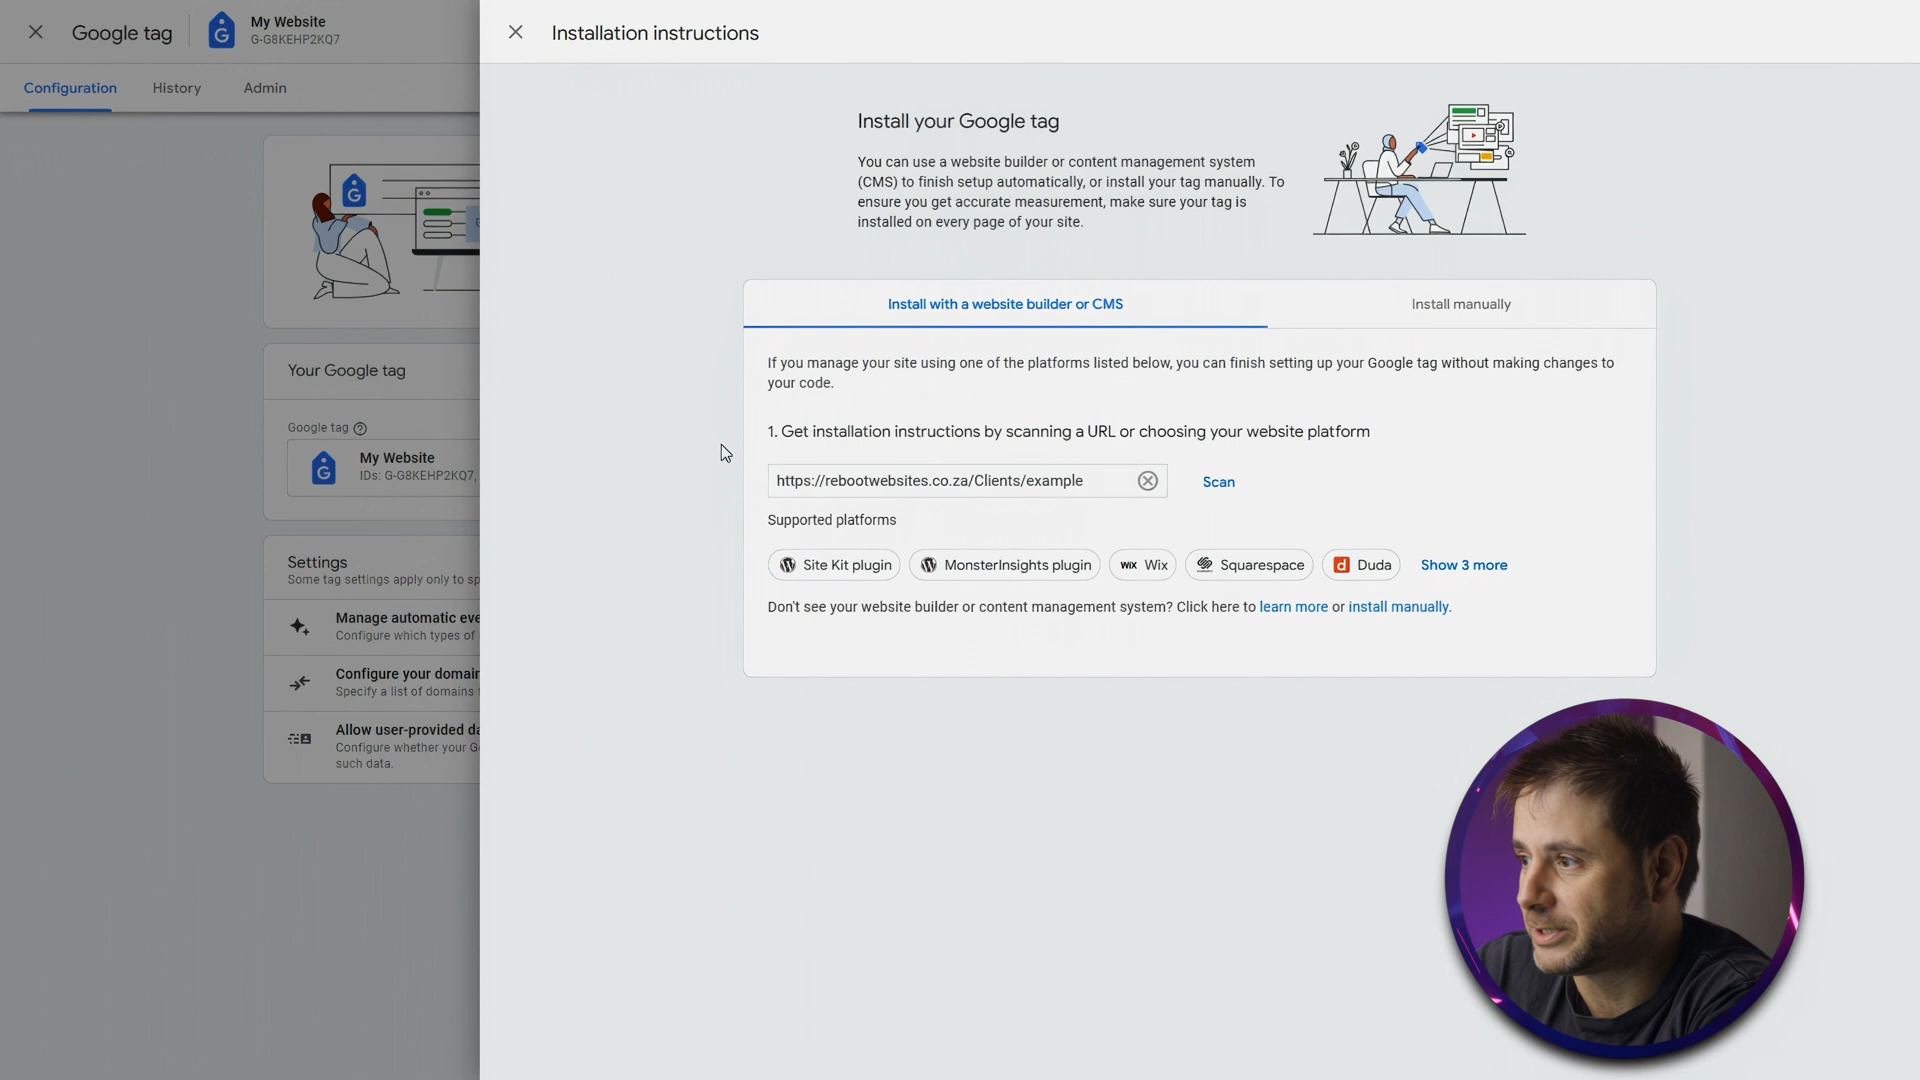 Google tag
My Website
G-G8KEHP2KQ7
Configuration
History
Admin
Your Google tag
Google tag
My Website
IDs: G-G8KEHP2KQ7,
Settings
Some tag settings apply only to sp
Manage automatic eve
Configure which types of
Configure your domain
Specify a list of domains
Allow user-provided da
Configure whether your G
such data.
Installation instructions
Install your Google tag
You can use a website builder or content management system
(CMS) to finish setup automatically, or install your tag manually. To
ensure you get accurate measurement, make sure your tag is
installed on every page of your site.
Install with a website builder or CMS
Install manually
If you manage your site using one of the platforms listed below, you can finish setting up your Google tag without making changes to
your code.
1. Get installation instructions by scanning a URL or choosing your website platform
https://rebootwebsites.co.za/Clients/example
Scan
Supported platforms
Site Kit plugin
MonsterInsights plugin
WiX Wix
Squarespace
d Duda
Show 3 more
Don't see your website builder or content management system? Click here to learn more or install manually.